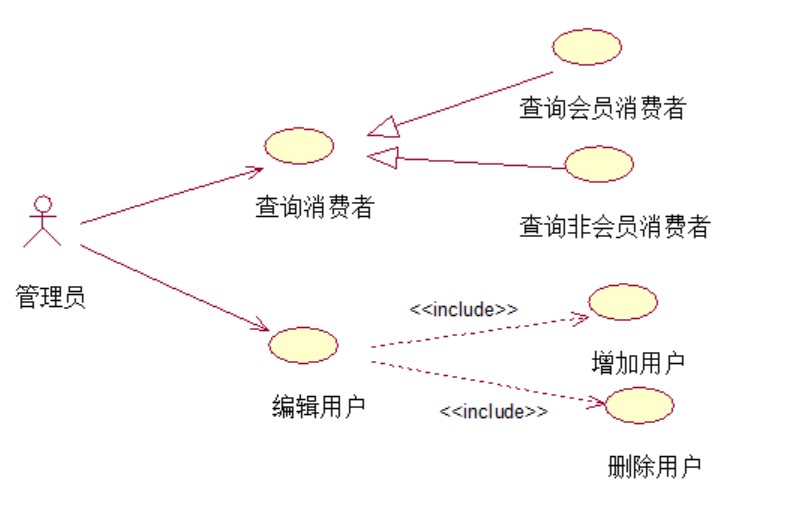 查询会员消费者
查询消费者
查询非会员消费者
管理员
<<include>>
增加用户
编辑用户
<<include>>
删除用户